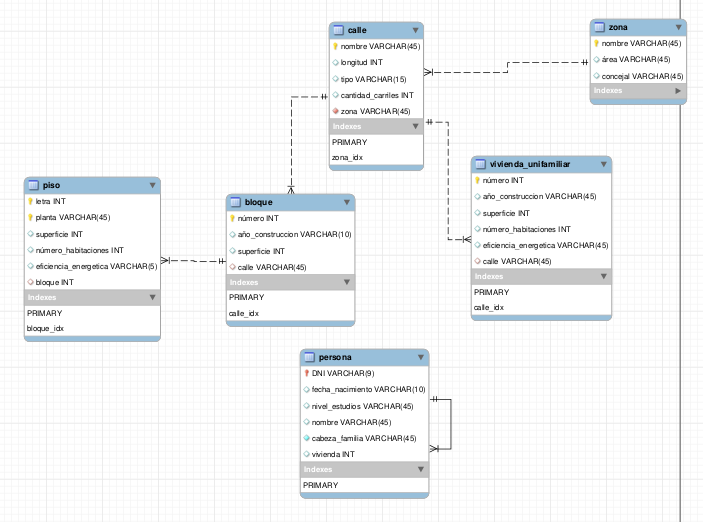 calle
nombre VARCHAR(45)
longitud INT
tipo VARCHAR(15)
cantidad_carriles INT
zona VARCHAR(45)
Indexes
PRIMARY
zona_idx
zona
nombre VARCHAR(45)
área VARCHAR(45)
concejal VARCHAR(45)
Indexes
piso
letra INT
planta VARCHAR(45)
superficie INT
número_habitaciones INT
eficiencia_energetica VARCHAR(5)
bloque INT
Indexes
PRIMARY
bloque_idx
bloque
número INT
año_construccion VARCHAR(10)
superficie INT
calle VARCHAR(45)
Indexes
PRIMARY
calle_idx
vivienda_unifamiliar
número INT
año_construccion VARCHAR(45)
superficie INT
número_habitaciones INT
eficiencia_energetica VARCHAR(45)
calle VARCHAR(45)
Indexes
PRIMARY
calle_idx
persona
DNI VARCHAR(9)
fecha_nacimiento VARCHAR(10)
nivel_estudios VARCHAR(45)
nombre VARCHAR(45)
cabeza_familia VARCHAR(45)
vivienda INT
Indexes
PRIMARY